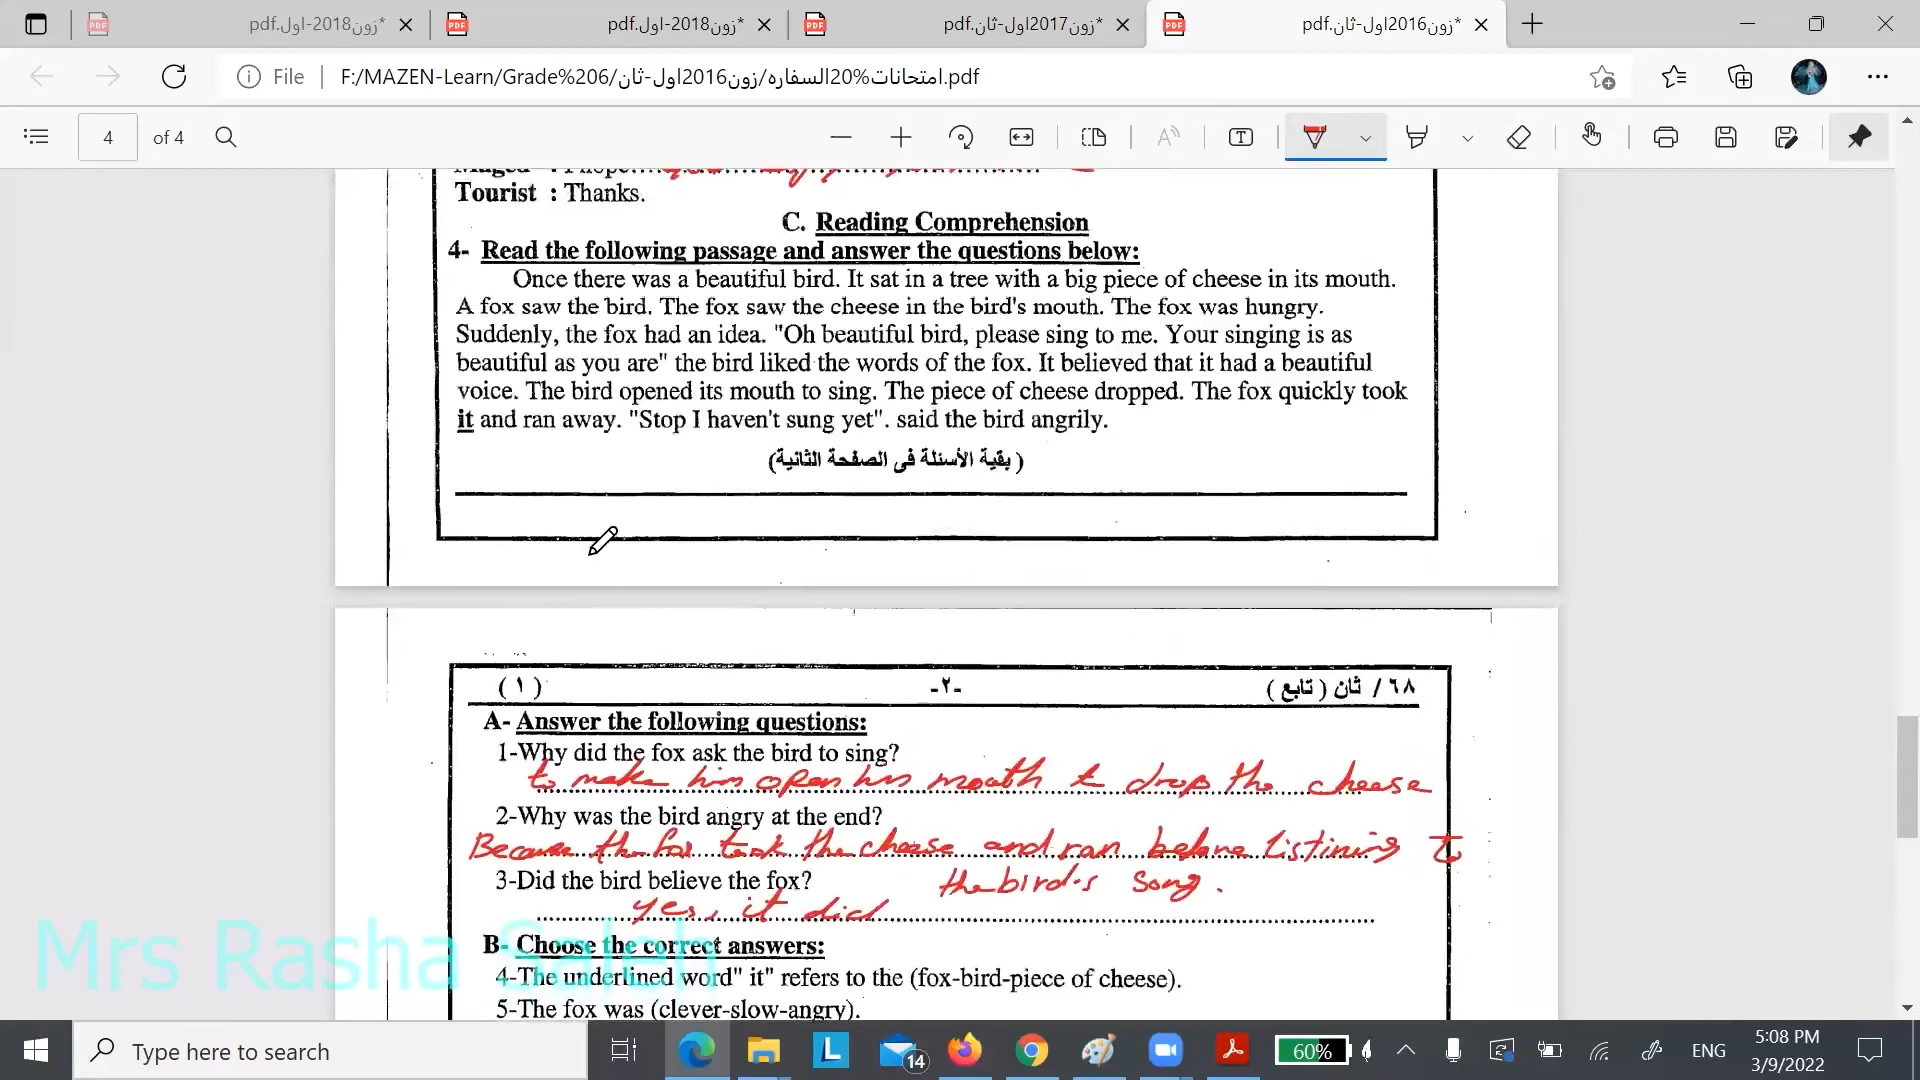 *زون2018-اول.pdf
*زون2018-اول.pdf
*زون2017اول-ثان.pdf
*زون2016اول-ثان.pdf
File
F:/MAZEN-Learn/Grade%206/امتحانات%20السفاره/زون2016اول-ثان.pdf
4 of 4
Tourist : Thanks.
C. Reading Comprehension
4- Read the following passage and answer the questions below:
Once there was a beautiful bird. It sat in a tree with a big piece of cheese in its mouth.
A fox saw the bird. The fox saw the cheese in the bird's mouth. The fox was hungry.
Suddenly, the fox had an idea. "Oh beautiful bird, please sing to me. Your singing is as
beautiful as you are" the bird liked the words of the fox. It believed that it had a beautiful
voice. The bird opened its mouth to sing. The piece of cheese dropped. The fox quickly took
it and ran away. "Stop I haven't sung yet". said the bird angrily.
(بقية الأسئلة فى الصفحة الثانية)
٦٨ / ثان (تابع) -٢- (١)
A- Answer the following questions:
1-Why did the fox ask the bird to sing?
to make him open his mouth to drop the cheese
2-Why was the bird angry at the end?
Because the fox took the cheese and ran before listining to
3-Did the bird believe the fox?
the bird's song.
yes, it did
B- Choose the correct answers:
4-The underlined word" it" refers to the (fox-bird-piece of cheese).
5-The fox was (clever-slow-angry).
Mrs Rasha Saleh
Type here to search
14
60%
ENG
5:08 PM
3/9/2022